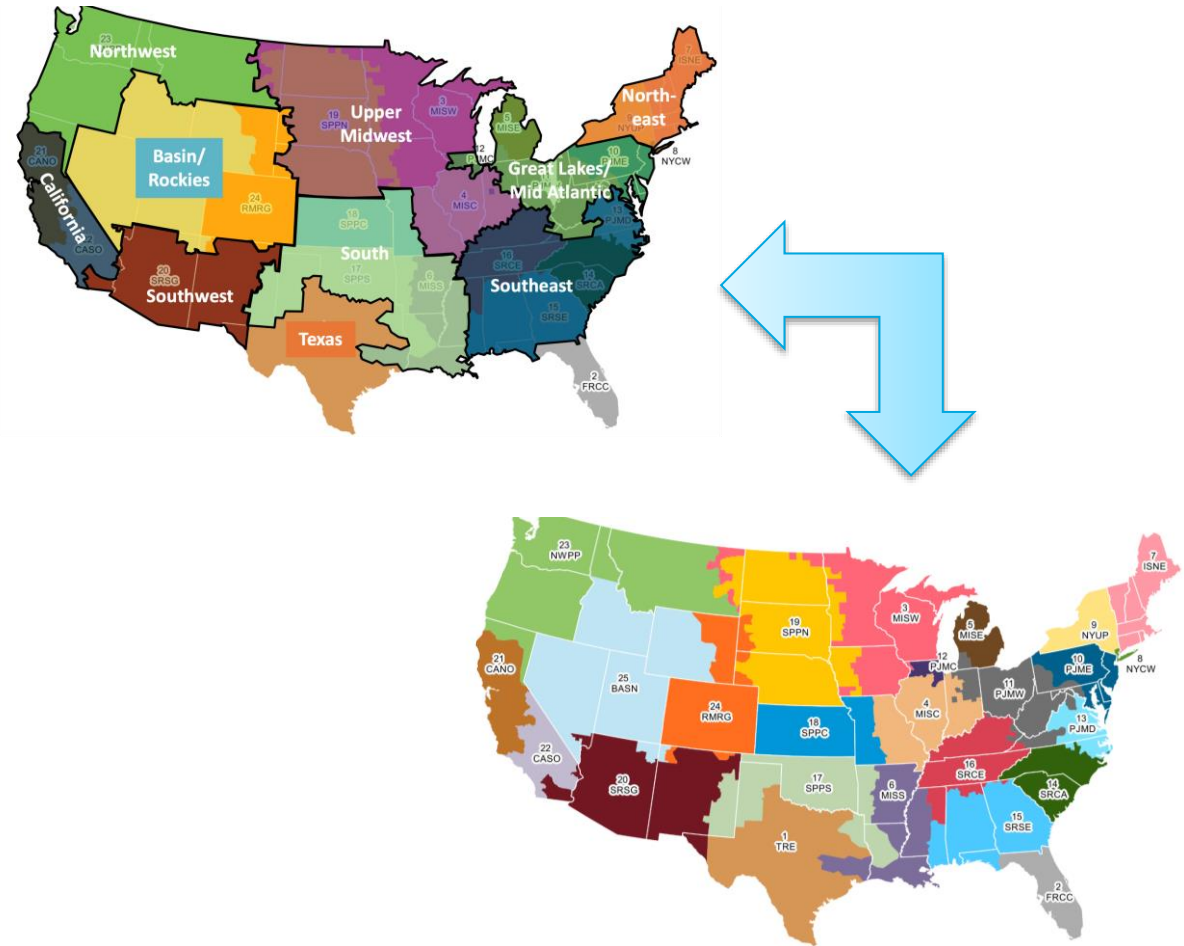 23
Northwest
7
ISNE
North-
east
9
NYUP
8
NYCW
3
MISW
5
MISE
19
SPPN
Upper
Midwest
12
PJMC
10
PJME
Great Lakes/
Mid Atlantic
21
CANO
Basin/
Rockies
California
24
RMRG
4
MISC
13
PJMD
22
CASO
18
SPPC
South
16
SRCE
14
SRCA
20
SRSG
Southwest
17
SPPS
6
MISS
Southeast
15
SRSE
Texas
2
FRCC
23
NWPP
7
ISNE
3
MISW
5
MISE
9
NYUP
8
NYCW
19
SPPN
12
PJMC
10
PJME
21
CANO
25
BASN
11
PJMW
24
RMRG
4
MISC
13
PJMD
18
SPPC
22
CASO
16
SRCE
20
SRSG
17
SPPS
6
MISS
14
SRCA
15
SRSE
1
TRE
2
FRCC